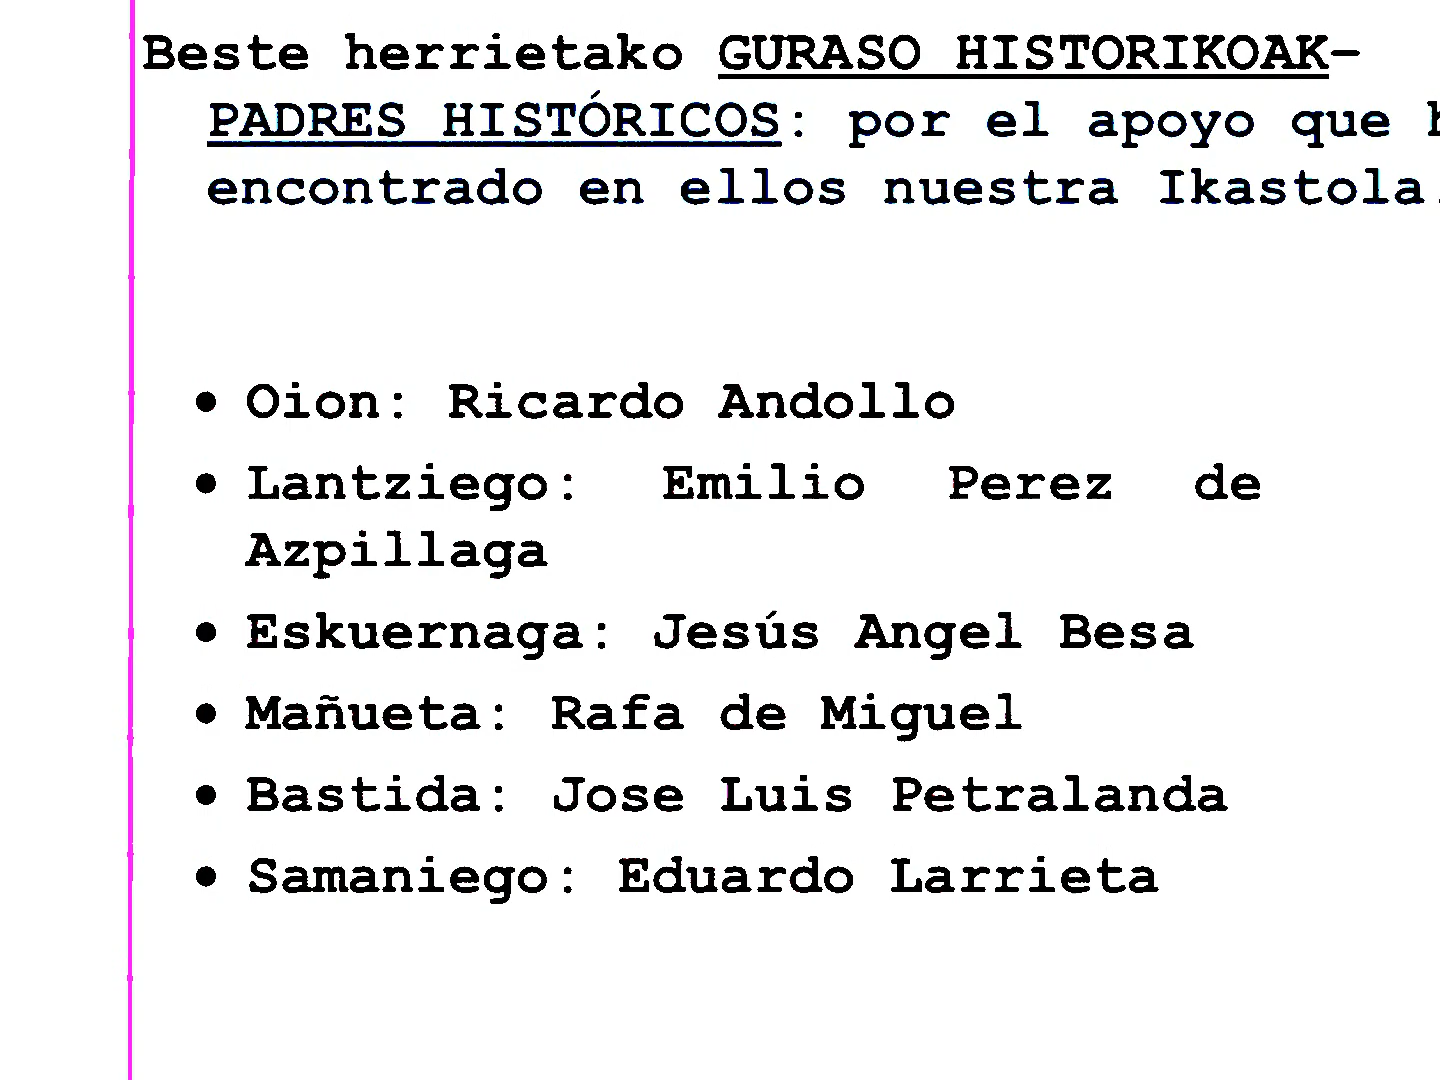 Beste herrietako GURASO HISTORIKOAK-
PADRES HISTÓRICOS: por el apoyo que
encontrado en ellos nuestra Ikastola.
• Oion: Ricardo Andollo
• Lantziego: Emilio Perez de
Azpillaga
• Eskuernaga: Jesús Angel Besa
• Mañueta: Rafa de Miguel
• Bastida: Jose Luis Petralanda
• Samaniego: Eduardo Larrieta